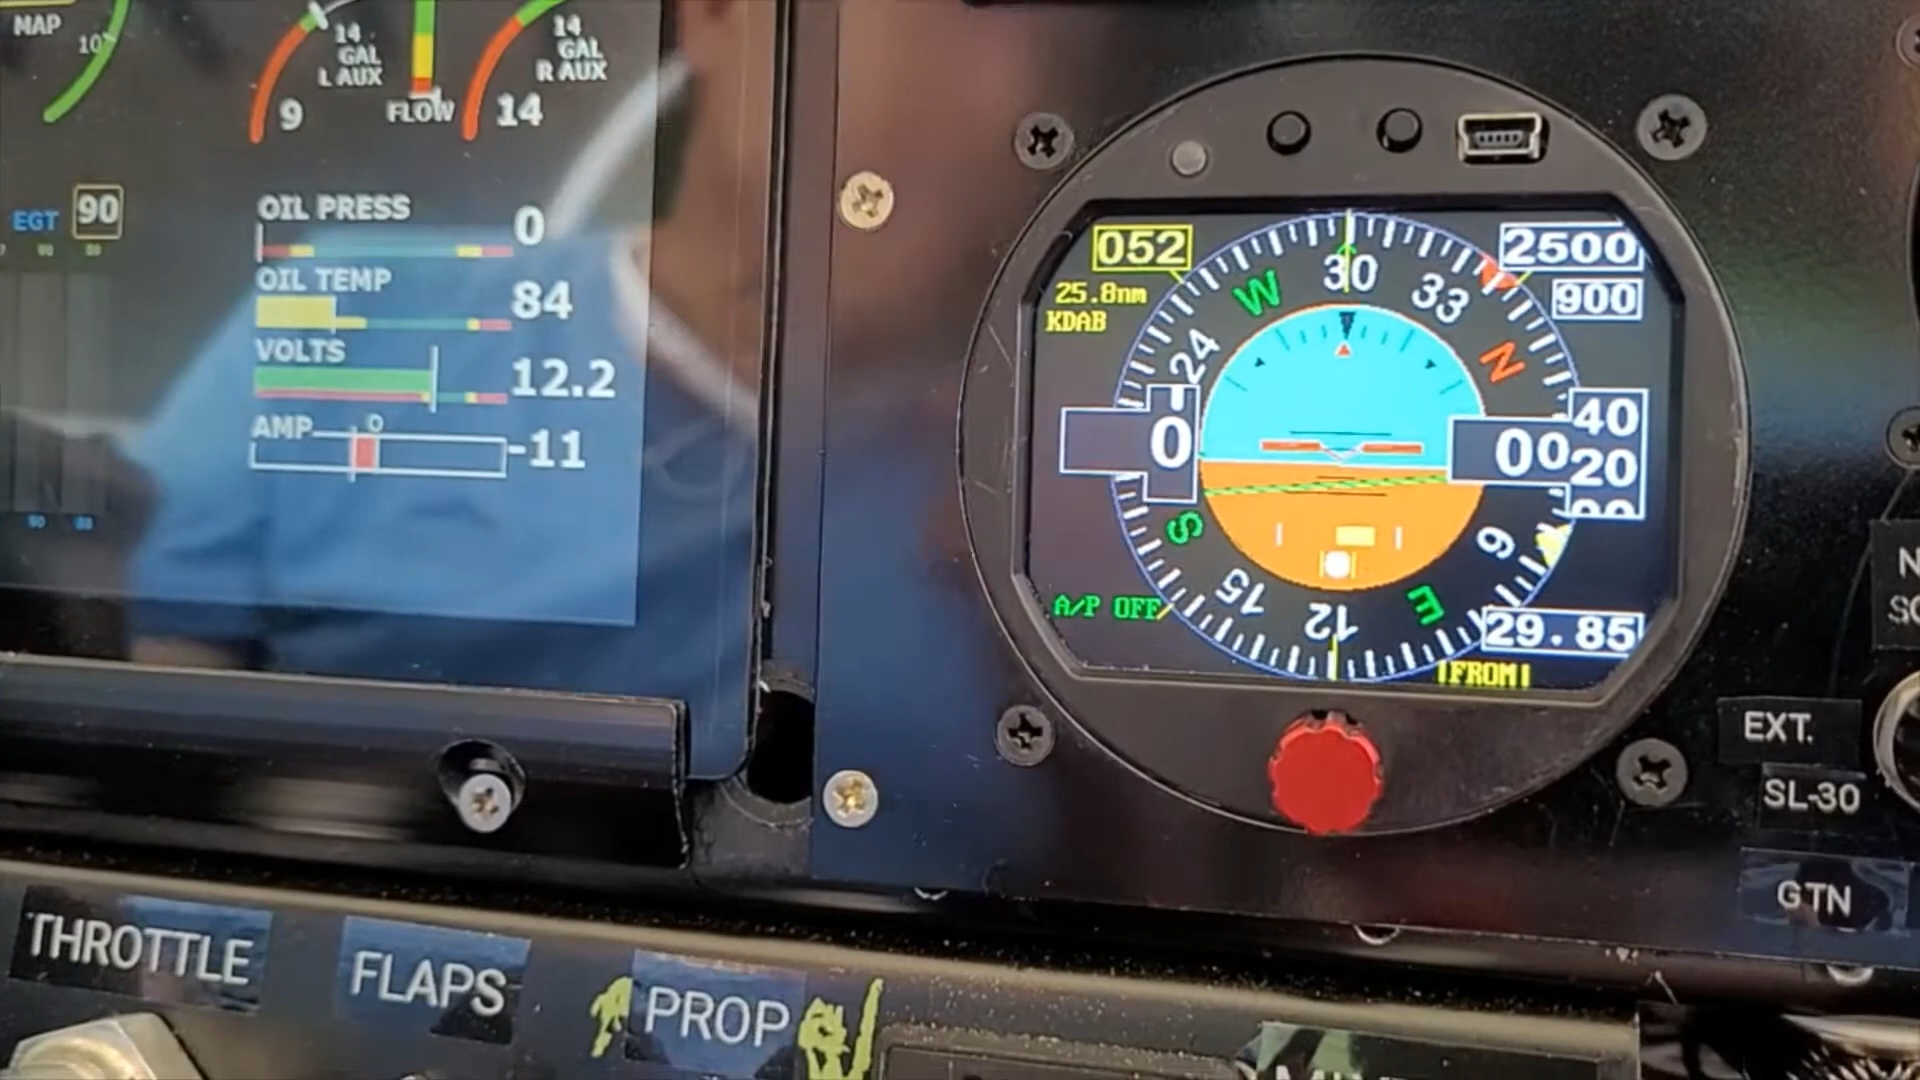 MAP
10
14
GAL
L AUX
9
FLOW
14
GAL
R AUX
14
EGT
90
OIL PRESS
0
OIL TEMP
84
VOLTS
12.2
AMP
0
-11
052
25.8nm
KDAB
2500
900
W
30
33
N
24
0
000
40
20
00
S
6
15
12
E
A/P OFF
29.85
FROM
EXT.
SL-30
GTN
THROTTLE
FLAPS
PROP